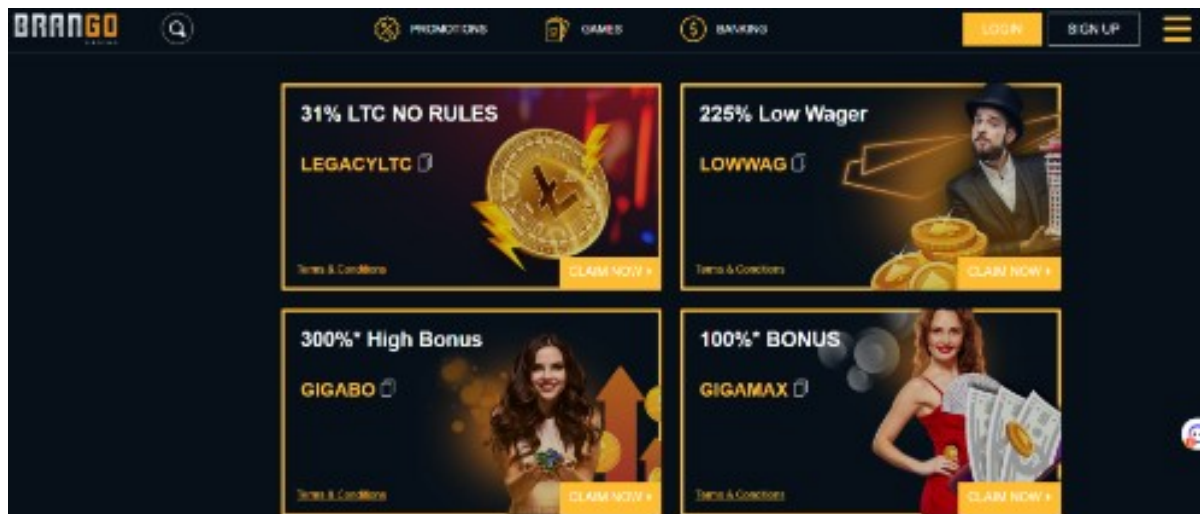 BRANGO
PROMOTIONS
GAMES
BANKING
LOGIN
SIGN UP
31% LTC NO RULES
LEGACYLTC
Terms & Conditions
CLAIM NOW
225% Low Wager
LOWWAG
Terms & Conditions
CLAIM NOW
300%* High Bonus
GIGABO
Terms & Conditions
CLAIM NOW
100%* BONUS
GIGAMAX
Terms & Conditions
CLAIM NOW